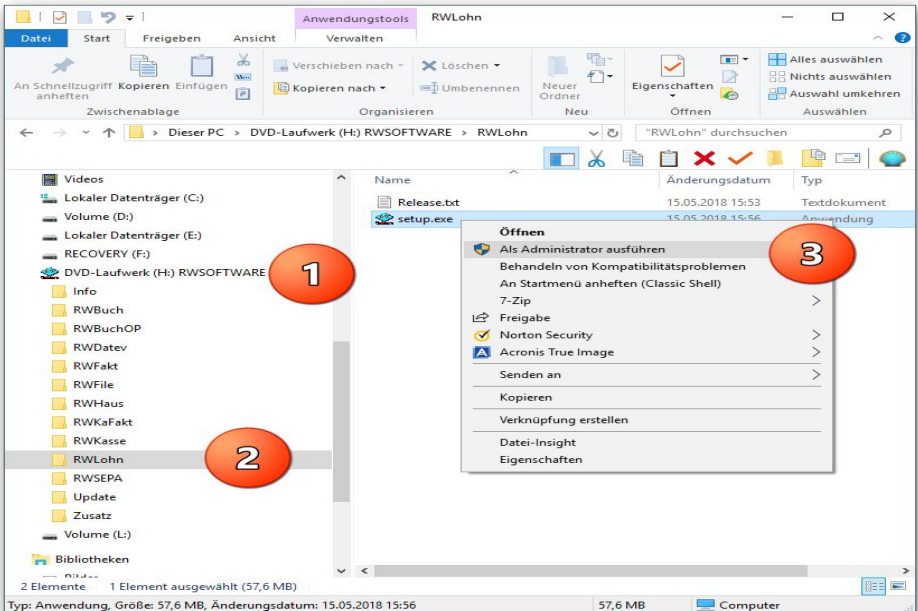 Anwendungstools RWLohn
Datei Start Freigeben Ansicht Verwalten
An Schnellzugriff anheften
Kopieren
Einfügen
Zwischenablage
Verschieben nach
Kopieren nach
Löschen
Umbenennen
Organisieren
Neuer Ordner
Neu
Eigenschaften
Öffnen
Alles auswählen
Nichts auswählen
Auswahl umkehren
Auswählen
Dieser PC > DVD-Laufwerk (H:) RWSOFTWARE > RWLohn
"RWLohn" durchsuchen
Videos
Lokaler Datenträger (C:)
Volume (D:)
Lokaler Datenträger (E:)
RECOVERY (F:)
DVD-Laufwerk (H:) RWSOFTWARE
1
Info
RWBuch
RWBuchOP
RWDatev
RWFakt
RWFile
RWHaus
RWKaFakt
RWKasse
RWLohn
2
RWSEPA
Update
Zusatz
Volume (L:)
Bibliotheken
Name Änderungsdatum Typ
Release.txt 15.05.2018 15:53 Textdokument
setup.exe 15.05.2018 15:56 Anwendung
Öffnen
Als Administrator ausführen
3
Behandeln von Kompatibilitätsproblemen
An Startmenü anheften (Classic Shell)
7-Zip
Freigabe
Norton Security
Acronis True Image
Senden an
Kopieren
Verknüpfung erstellen
Datei-Insight
Eigenschaften
2 Elemente 1 Element ausgewählt (57,6 MB)
Typ: Anwendung, Größe: 57,6 MB, Änderungsdatum: 15.05.2018 15:56 57,6 MB Computer